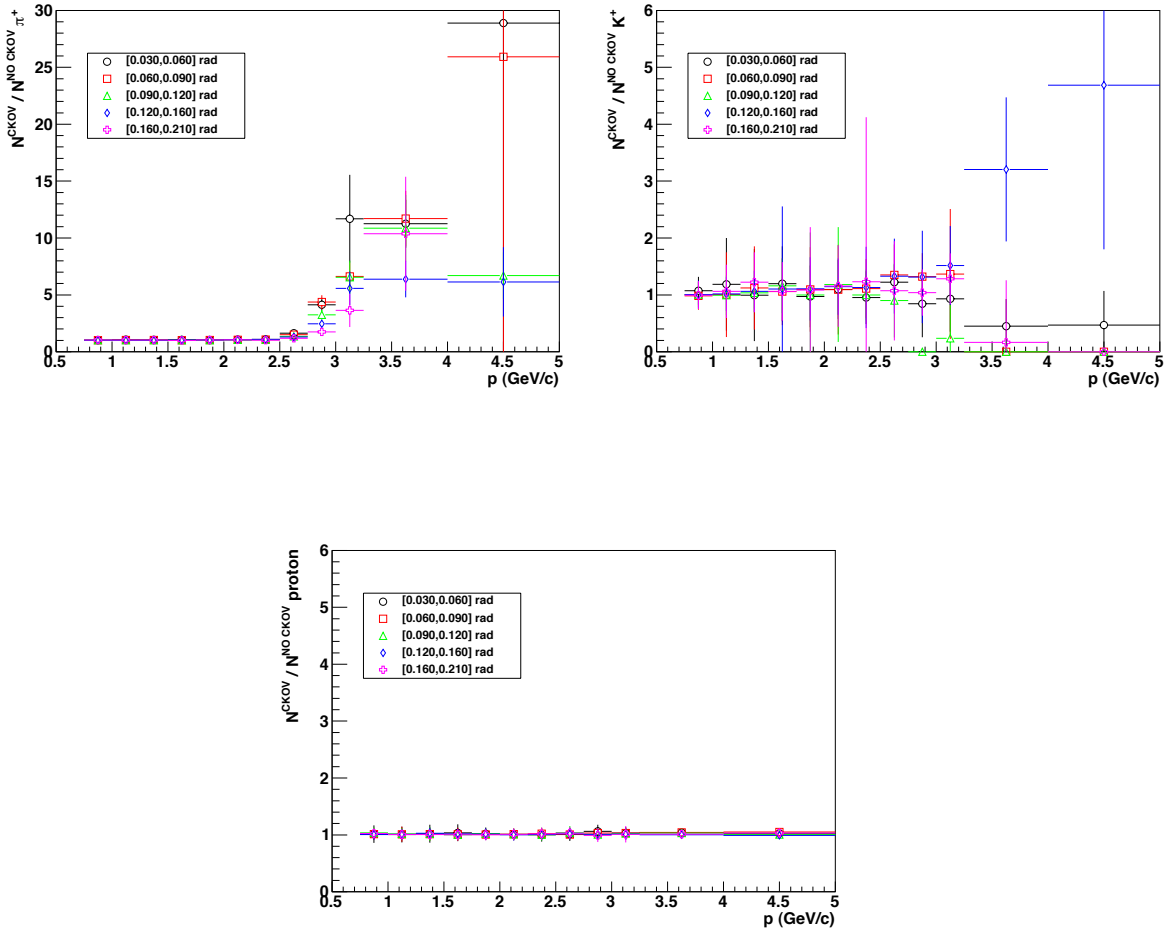 N^CKOV / N^NO CKOV π^+
30
25
20
15
10
5
0
[0.030,0.060] rad
[0.060,0.090] rad
[0.090,0.120] rad
[0.120,0.160] rad
[0.160,0.210] rad
0.5 1 1.5 2 2.5 3 3.5 4 4.5 5
p (GeV/c)
N^CKOV / N^NO CKOV K^+
6
5
4
3
2
1
0
[0.030,0.060] rad
[0.060,0.090] rad
[0.090,0.120] rad
[0.120,0.160] rad
[0.160,0.210] rad
0.5 1 1.5 2 2.5 3 3.5 4 4.5 5
p (GeV/c)
N^CKOV / N^NO CKOV proton
6
5
4
3
2
1
0
[0.030,0.060] rad
[0.060,0.090] rad
[0.090,0.120] rad
[0.120,0.160] rad
[0.160,0.210] rad
0.5 1 1.5 2 2.5 3 3.5 4 4.5 5
p (GeV/c)